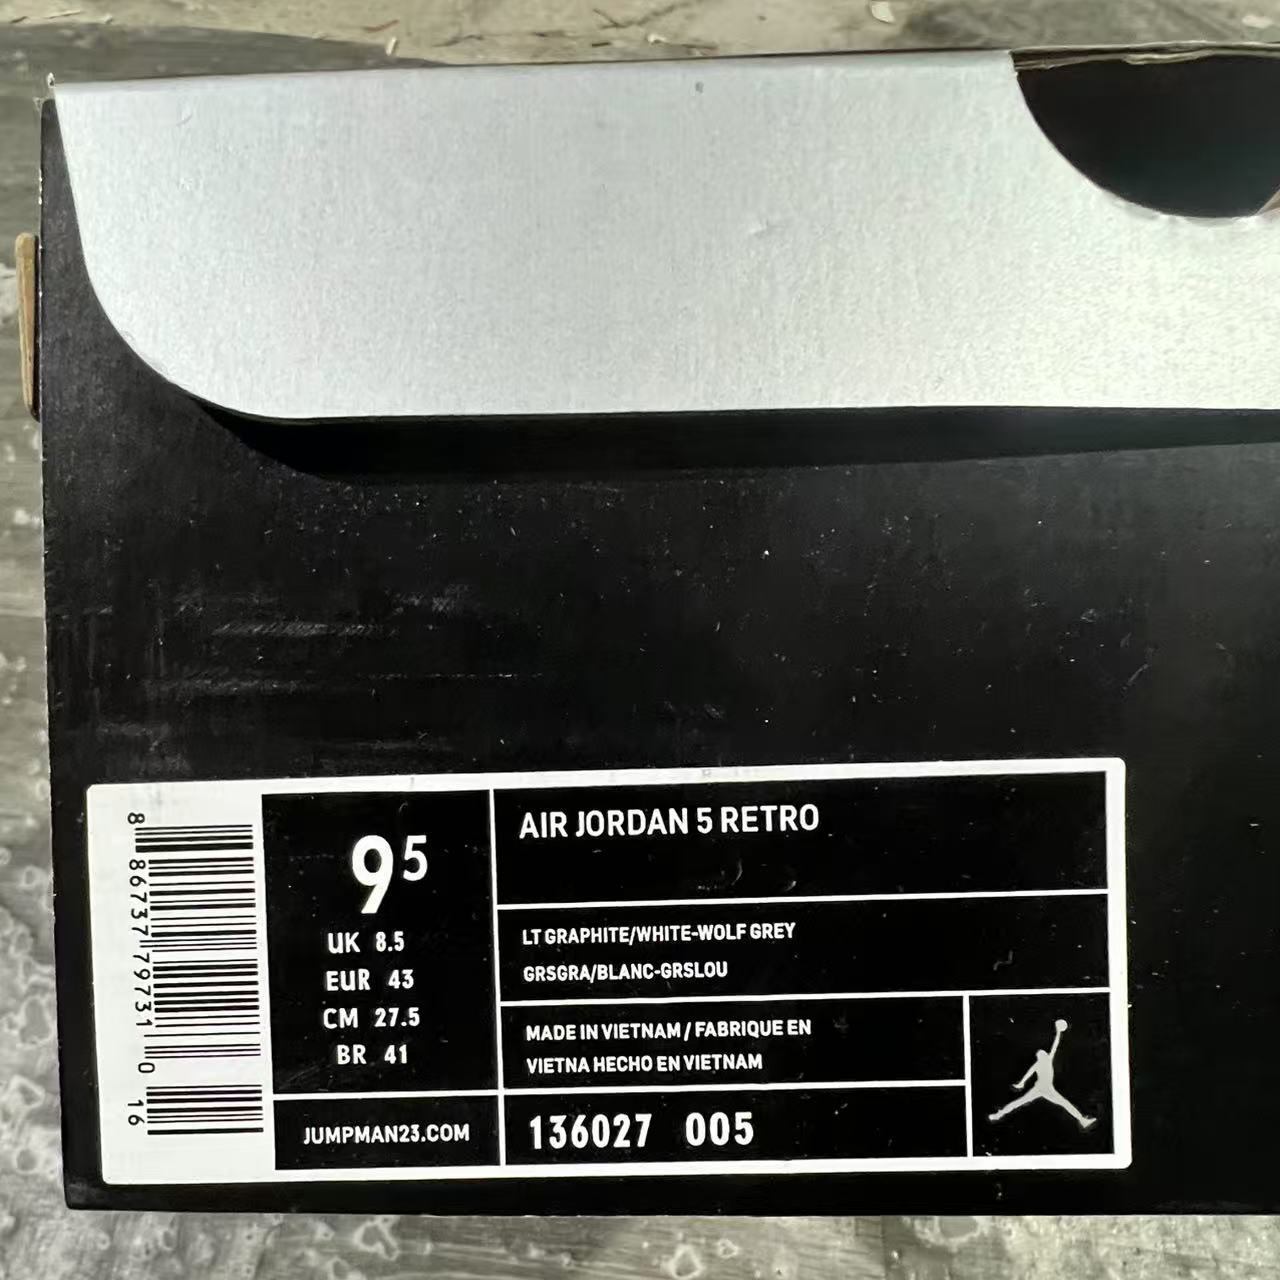 8 86737 79731 0 16
9 5
UK 8.5
EUR 43
CM 27.5
BR 41
JUMPMAN23.COM
AIR JORDAN 5 RETRO
LT GRAPHITE/WHITE-WOLF GREY
GRSGRA/BLANC-GRSLOU
MADE IN VIETNAM / FABRIQUE EN
VIETNA HECHO EN VIETNAM
136027 005